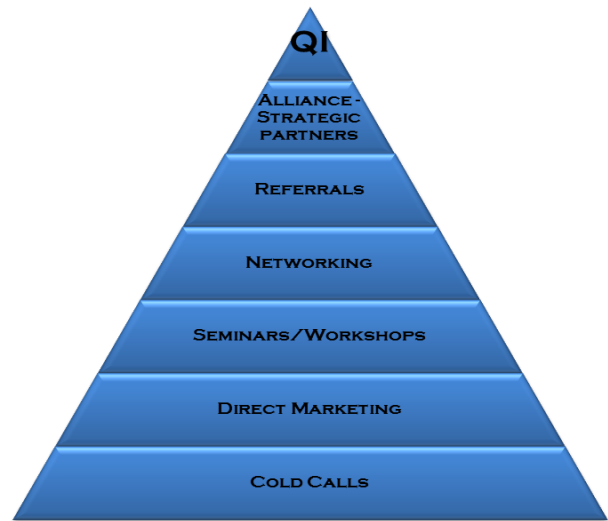 QI
Alliance -
Strategic
partners
Referrals
Networking
Seminars/Workshops
Direct Marketing
Cold Calls